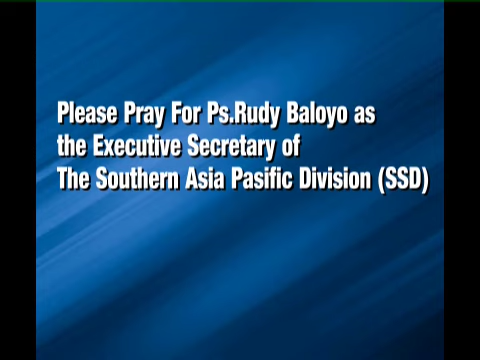 Please Pray For Ps.Rudy Baloyo as
the Executive Secretary of
The Southern Asia Pasific Division (SSD)